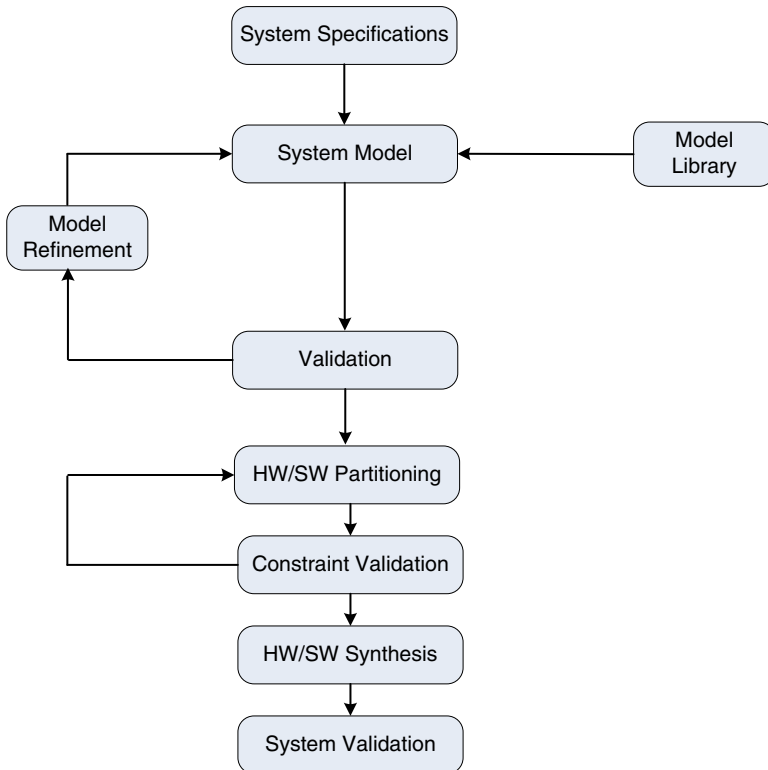 System Specifications
System Model
Model
Library
Model
Refinement
Validation
HW/SW Partitioning
Constraint Validation
HW/SW Synthesis
System Validation